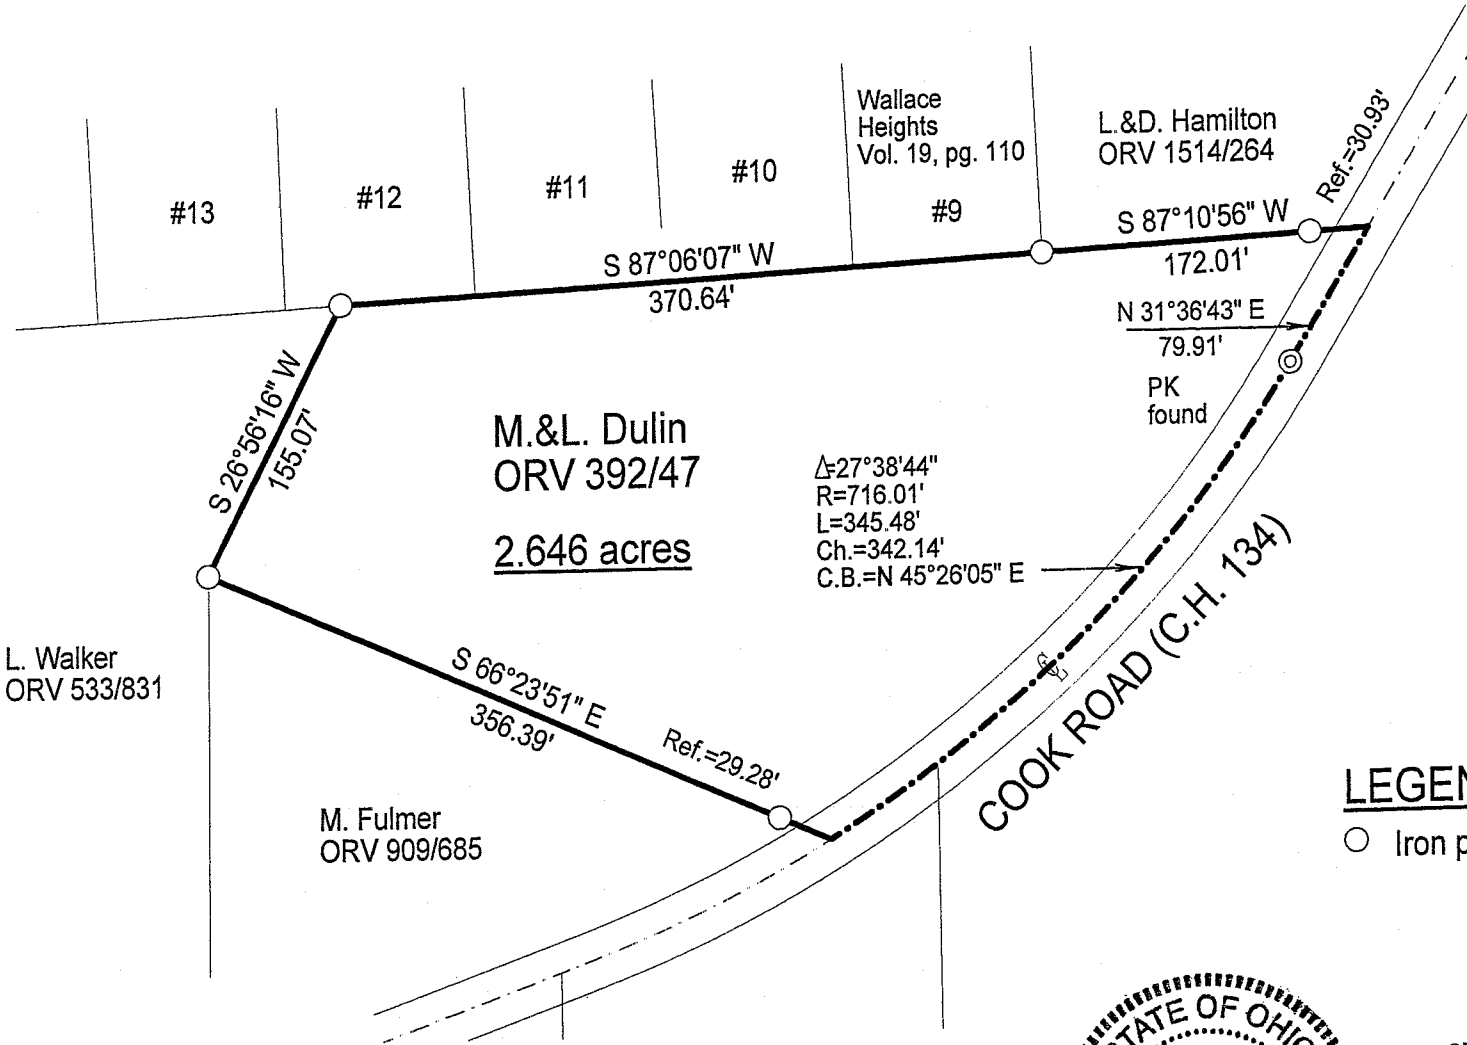 Wallace
Heights
Vol. 19, pg. 110
L.&D. Hamilton
ORV 1514/264
Ref.=30.93'
#13
#12
#11
#10
#9
S 87°10'56" W
172.01'
S 87°06'07" W
370.64'
N 31°36'43" E
79.91'
PK
found
S 26°56'16" W
155.07'
M.&L. Dulin
ORV 392/47
2.646 acres
Δ=27°38'44"
R=716.01'
L=345.48'
Ch.=342.14'
C.B.=N 45°26'05" E
L. Walker
ORV 533/831
S 66°23'51" E
356.39'
Ref.=29.28'
℄
COOK ROAD (C.H. 134)
M. Fulmer
ORV 909/685
LEGEN
Iron p
STATE OF OHIO